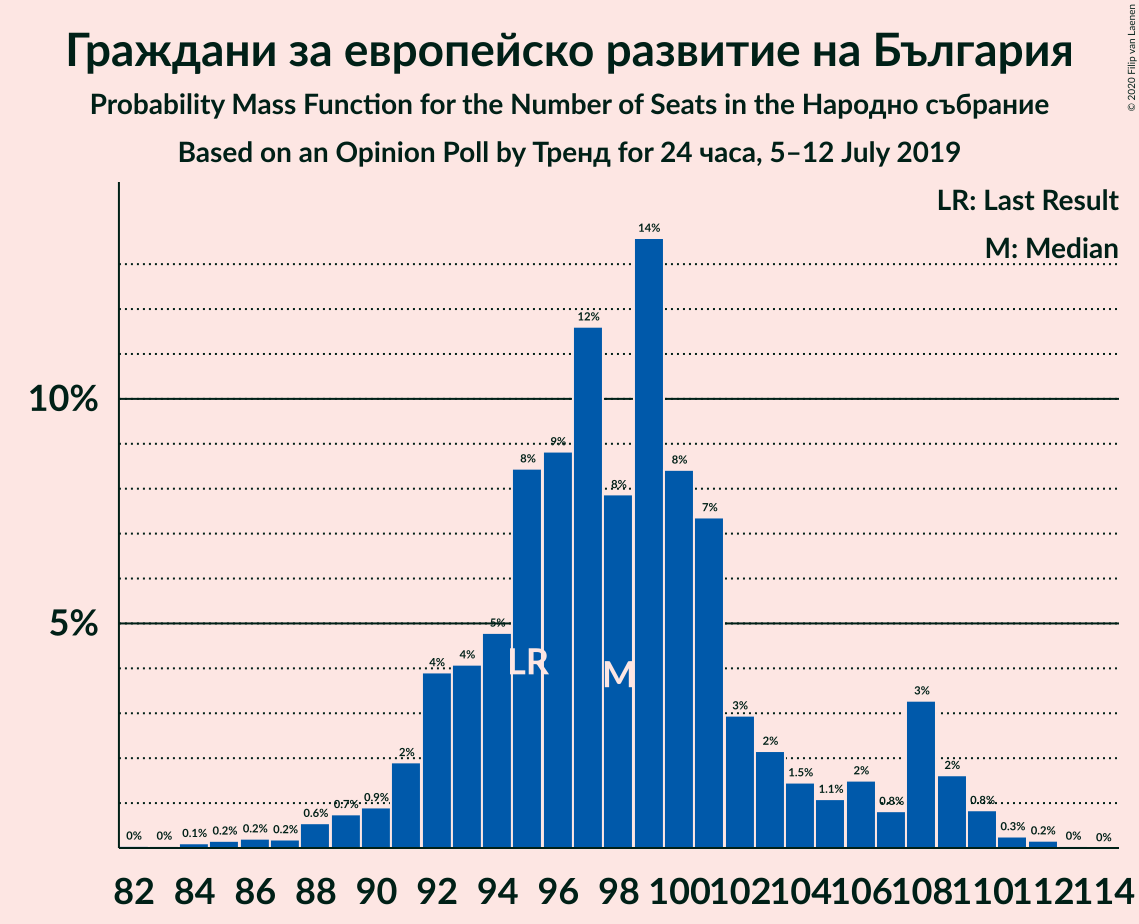 Граждани за европейско развитие на България
Probability Mass Function for the Number of Seats in the Народно събрание
Based on an Opinion Poll by Тренд for 24 часа, 5–12 July 2019
© 2020 Filip van Laenen
LR: Last Result
M: Median
10%
5%
0% 0% 0.1% 0.2% 0.2% 0.2% 0.6% 0.7% 0.9% 2% 4% 4% 5% 8% 9% 12% 8% 14% 8% 7% 3% 2% 1.5% 1.1% 2% 0.8% 3% 2% 0.8% 0.3% 0.2% 0% 0%
LR M
82 84 86 88 90 92 94 96 98 100 102 104 106 108 110 112 114